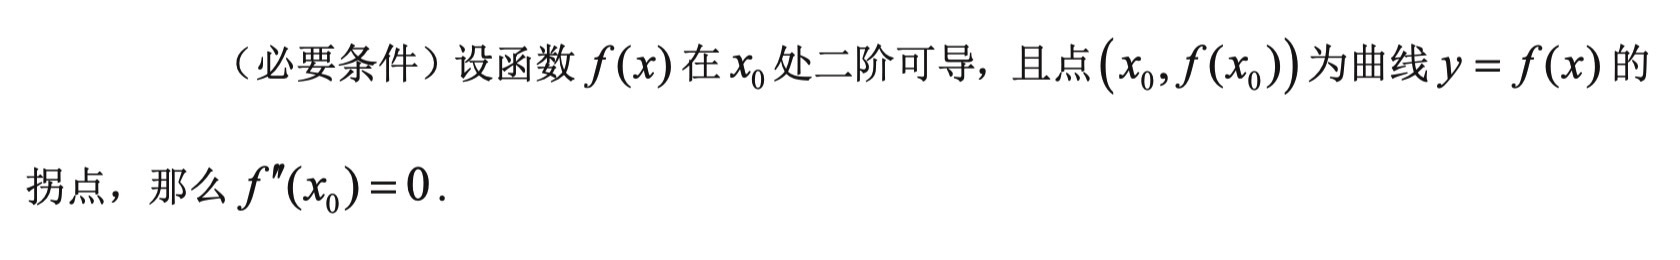 （必要条件）设函数 f(x) 在 x₀ 处二阶可导，且点 (x₀, f(x₀)) 为曲线 y = f(x) 的
拐点，那么 f″(x₀) = 0 .